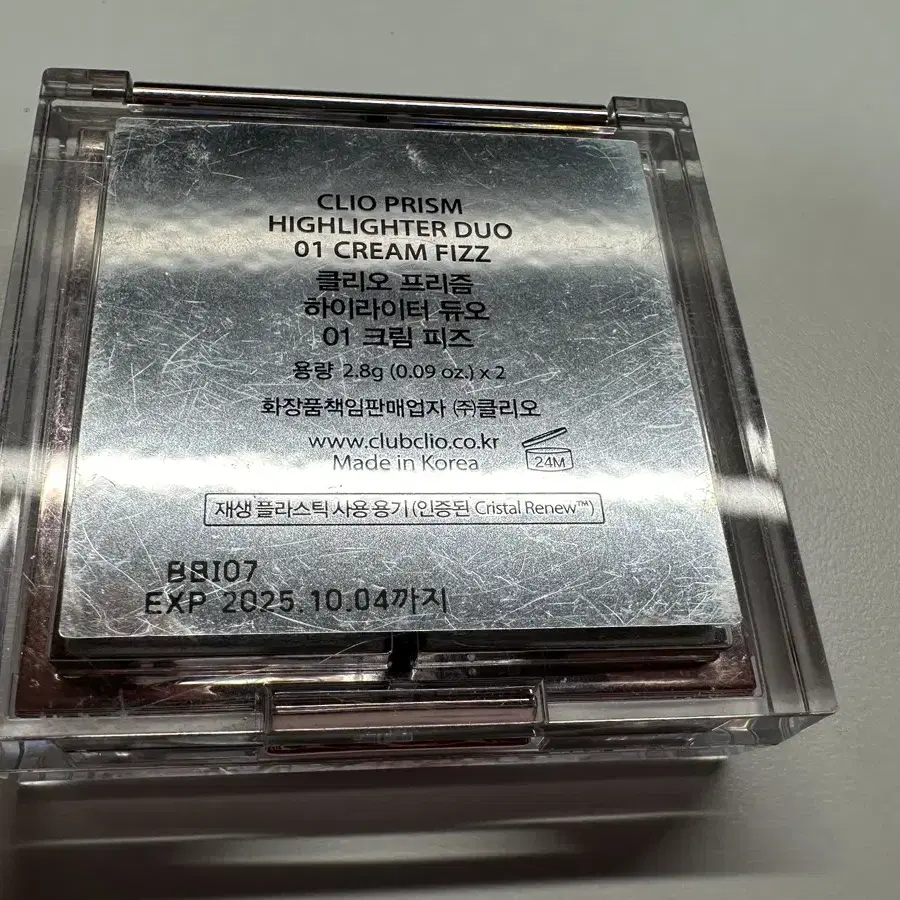 CLIO PRISM
HIGHLIGHTER DUO
01 CREAM FIZZ
클리오 프리즘
하이라이터 듀오
01 크림 피즈
용량 2.8g (0.09 oz.) x 2
화장품책임판매업자 ㈜클리오
www.clubclio.co.kr
Made in Korea
24M
재생 플라스틱 사용 용기 (인증된 Cristal Renew™)
BBI07
EXP 2025.10.04까지